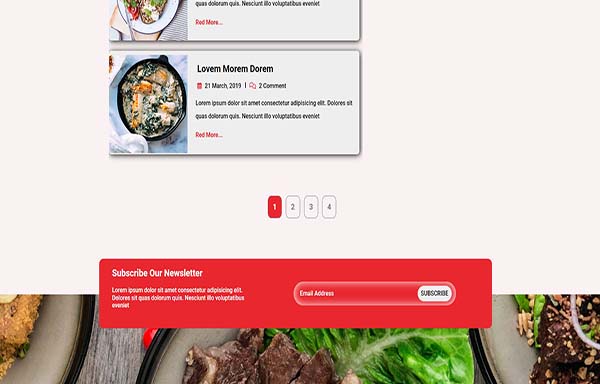 quas dolorum quis. Nesciunt illo voluptatibus eveniet
Red More...
Lovem Morem Dorem
21 March, 2019 | 2 Comment
Lorem ipsum dolor sit amet consectetur adipisicing elit. Dolores sit dis
quas dolorum quis. Nesciunt illo voluptatibus eveniet
Red More...
1 2 3 4
Subscribe Our Newsletter
Lorem ipsum dolor sit amet consectetur adipisicing elit.
Dolores sit dis quas dolorum quis. Nesciunt illo voluptatibus
eveniet
Email Address
SUBSCRIBE